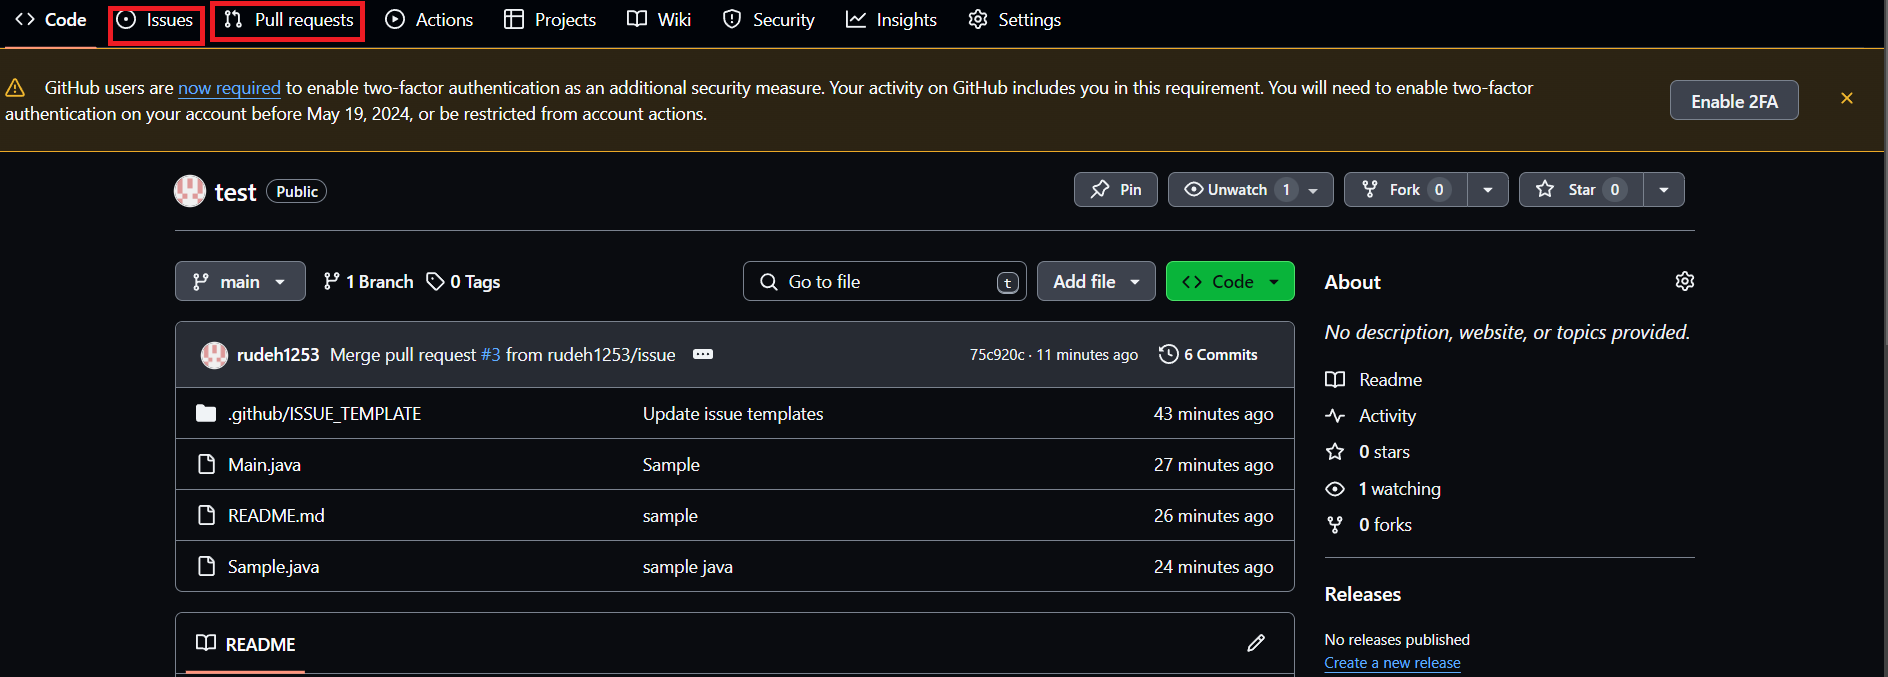 Code Issues Pull requests Actions Projects Wiki Security Insights Settings
GitHub users are now required to enable two-factor authentication as an additional security measure. Your activity on GitHub includes you in this requirement. You will need to enable two-factor
authentication on your account before May 19, 2024, or be restricted from account actions.
Enable 2FA
test Public
Pin Unwatch 1 Fork 0 Star 0
main 1 Branch 0 Tags Go to file t Add file Code
rudeh1253 Merge pull request #3 from rudeh1253/issue 75c920c · 11 minutes ago 6 Commits
.github/ISSUE_TEMPLATE Update issue templates 43 minutes ago
Main.java Sample 27 minutes ago
README.md sample 26 minutes ago
Sample.java sample java 24 minutes ago
README
About
No description, website, or topics provided.
Readme
Activity
0 stars
1 watching
0 forks
Releases
No releases published
Create a new release